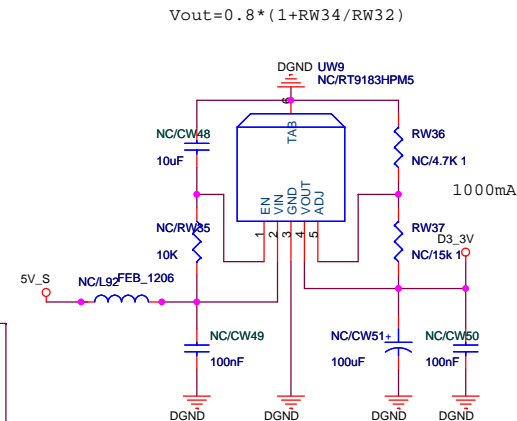 Vout=0.8*(1+RW34/RW32)
DGND UW9
NC/RT9183HPM5
6
TAB
NC/CW48
10uF
RW36
NC/4.7K 1
1000mA
EN
VIN
GND
VOUT
ADJ
1
2
3
4
5
NC/RW35
10K
RW37
NC/15k 1
D3_3V
5V_S
NC/L92
FEB_1206
NC/CW49
100nF
NC/CW51
+
100uF
NC/CW50
100nF
DGND
DGND
DGND
DGND